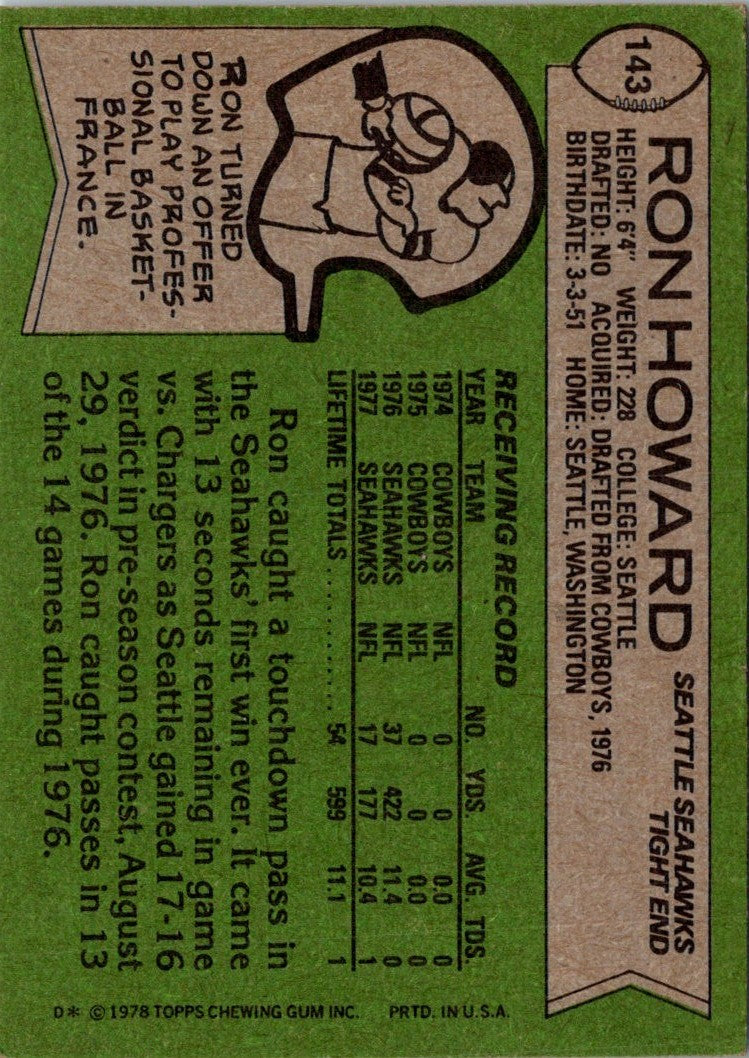 143
RON HOWARD
SEATTLE SEAHAWKS
TIGHT END
HEIGHT: 6'4" WEIGHT: 228 COLLEGE: SEATTLE
DRAFTED: NO ACQUIRED: DRAFTED FROM COWBOYS, 1976
BIRTHDATE: 3-3-51 HOME: SEATTLE, WASHINGTON
RON TURNED
DOWN AN OFFER
TO PLAY PROFES-
SIONAL BASKET-
BALL IN
FRANCE.
RECEIVING RECORD
YEAR TEAM NO. YDS. AVG. TDS.
1974 COWBOYS NFL 0 0 0.0 0
1975 COWBOYS NFL 0 0 0.0 0
1976 SEAHAWKS NFL 37 422 11.4 0
1977 SEAHAWKS NFL 17 177 10.4 1
LIFETIME TOTALS .......... 54 599 11.1 1
Ron caught a touchdown pass in
the Seahawks' first win ever. It came
with 13 seconds remaining in game
vs. Chargers as Seattle gained 17-16
verdict in pre-season contest, August
29, 1976. Ron caught passes in 13
of the 14 games during 1976.
D* © 1978 TOPPS CHEWING GUM INC. PRTD. IN U.S.A.